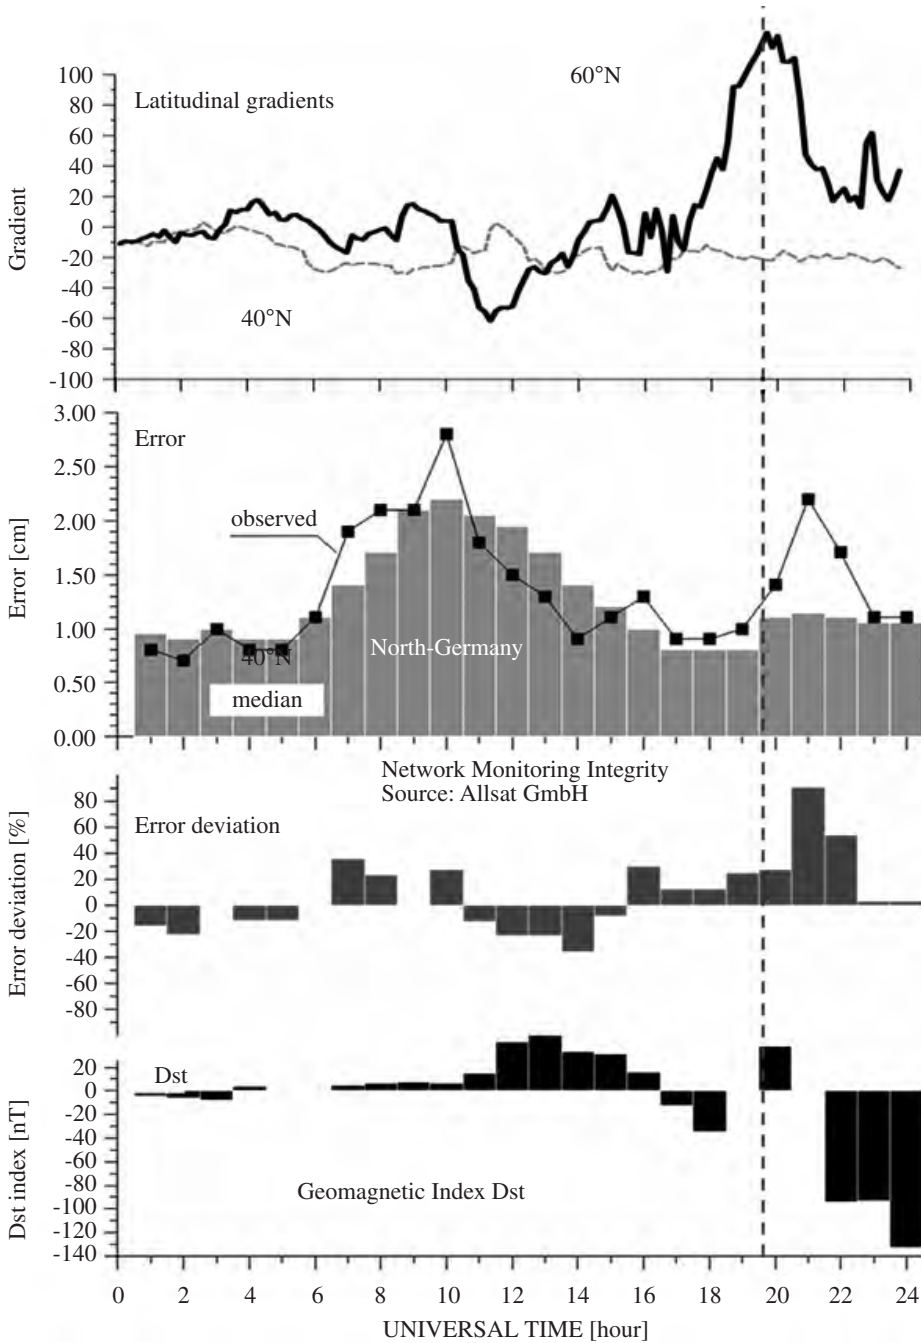 60°N
100
Latitudinal gradients
80
60
40
20
0
-20
-40
-60
-80
-100
Gradient
40°N
3.00
Error
2.50
observed
2.00
1.50
1.00
0.50
0.00
Error [cm]
North-Germany
40°N
median
Network Monitoring Integrity
Source: Allsat GmbH
80
Error deviation
60
40
20
0
-20
-40
-60
-80
Error deviation [%]
20
Dst
0
-20
-40
-60
-80
-100
-120
-140
Dst index [nT]
Geomagnetic Index Dst
0 2 4 6 8 10 12 14 16 18 20 22 24
UNIVERSAL TIME [hour]